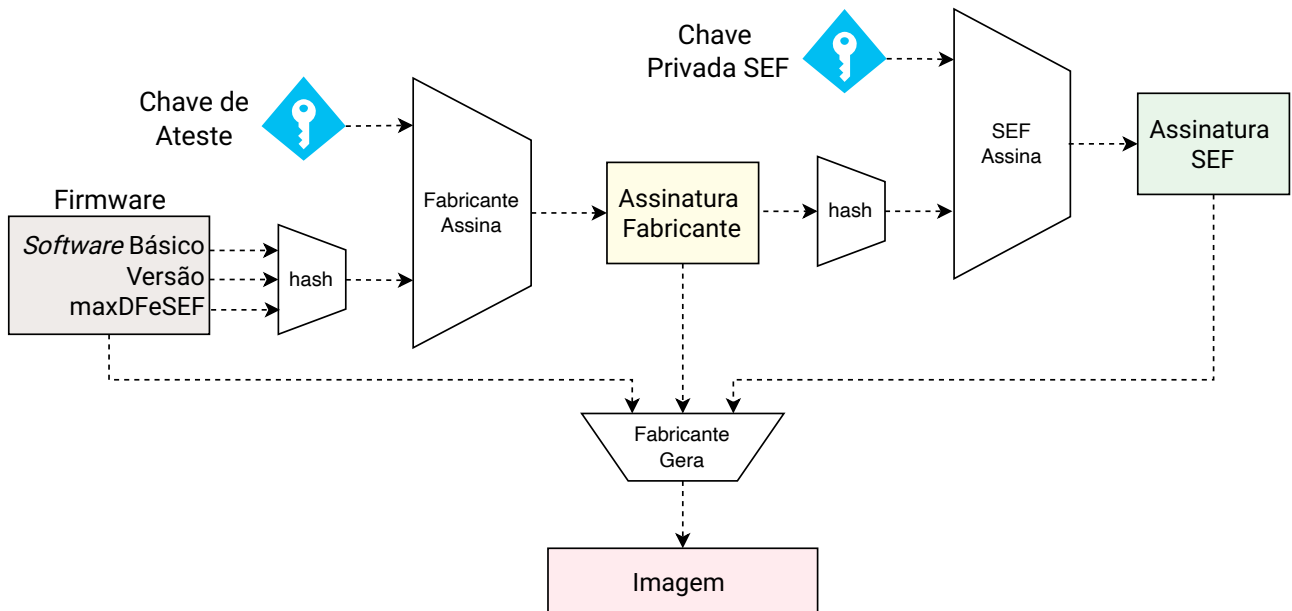 Chave
Privada SEF
Chave de
Ateste
SEF
Assina
Assinatura
SEF
Firmware
Software Básico
Versão
maxDFeSEF
hash
Fabricante
Assina
Assinatura
Fabricante
hash
Fabricante
Gera
Imagem